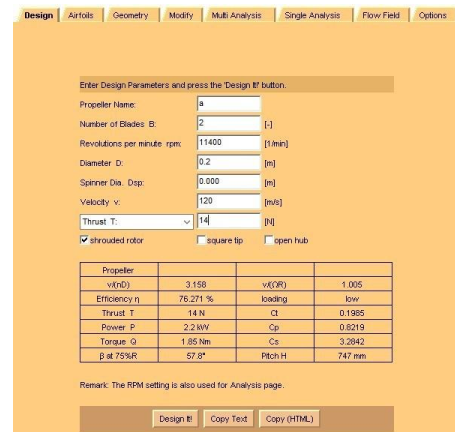 Design Airfoils Geometry Modify Multi Analysis Single Analysis Flow Field Options
Enter Design Parameters and press the 'Design It!' button.
Propeller Name: a
Number of Blades B: 2 [-]
Revolutions per minute rpm: 11400 [1/min]
Diameter D: 0.2 [m]
Spinner Dia. Dsp: 0.000 [m]
Velocity v: 120 [m/s]
Thrust T: 14 [N]
shrouded rotor square tip open hub
Propeller
v/(nD) 3.158 v/(ΩR) 1.005
Efficiency η 76.271 % loading low
Thrust T 14 N Ct 0.1985
Power P 2.2 kW Cp 0.8219
Torque Q 1.85 Nm Cs 3.2842
β at 75%R 57.8° Pitch H 747 mm
Remark: The RPM setting is also used for Analysis page.
Design It! Copy Text Copy (HTML)